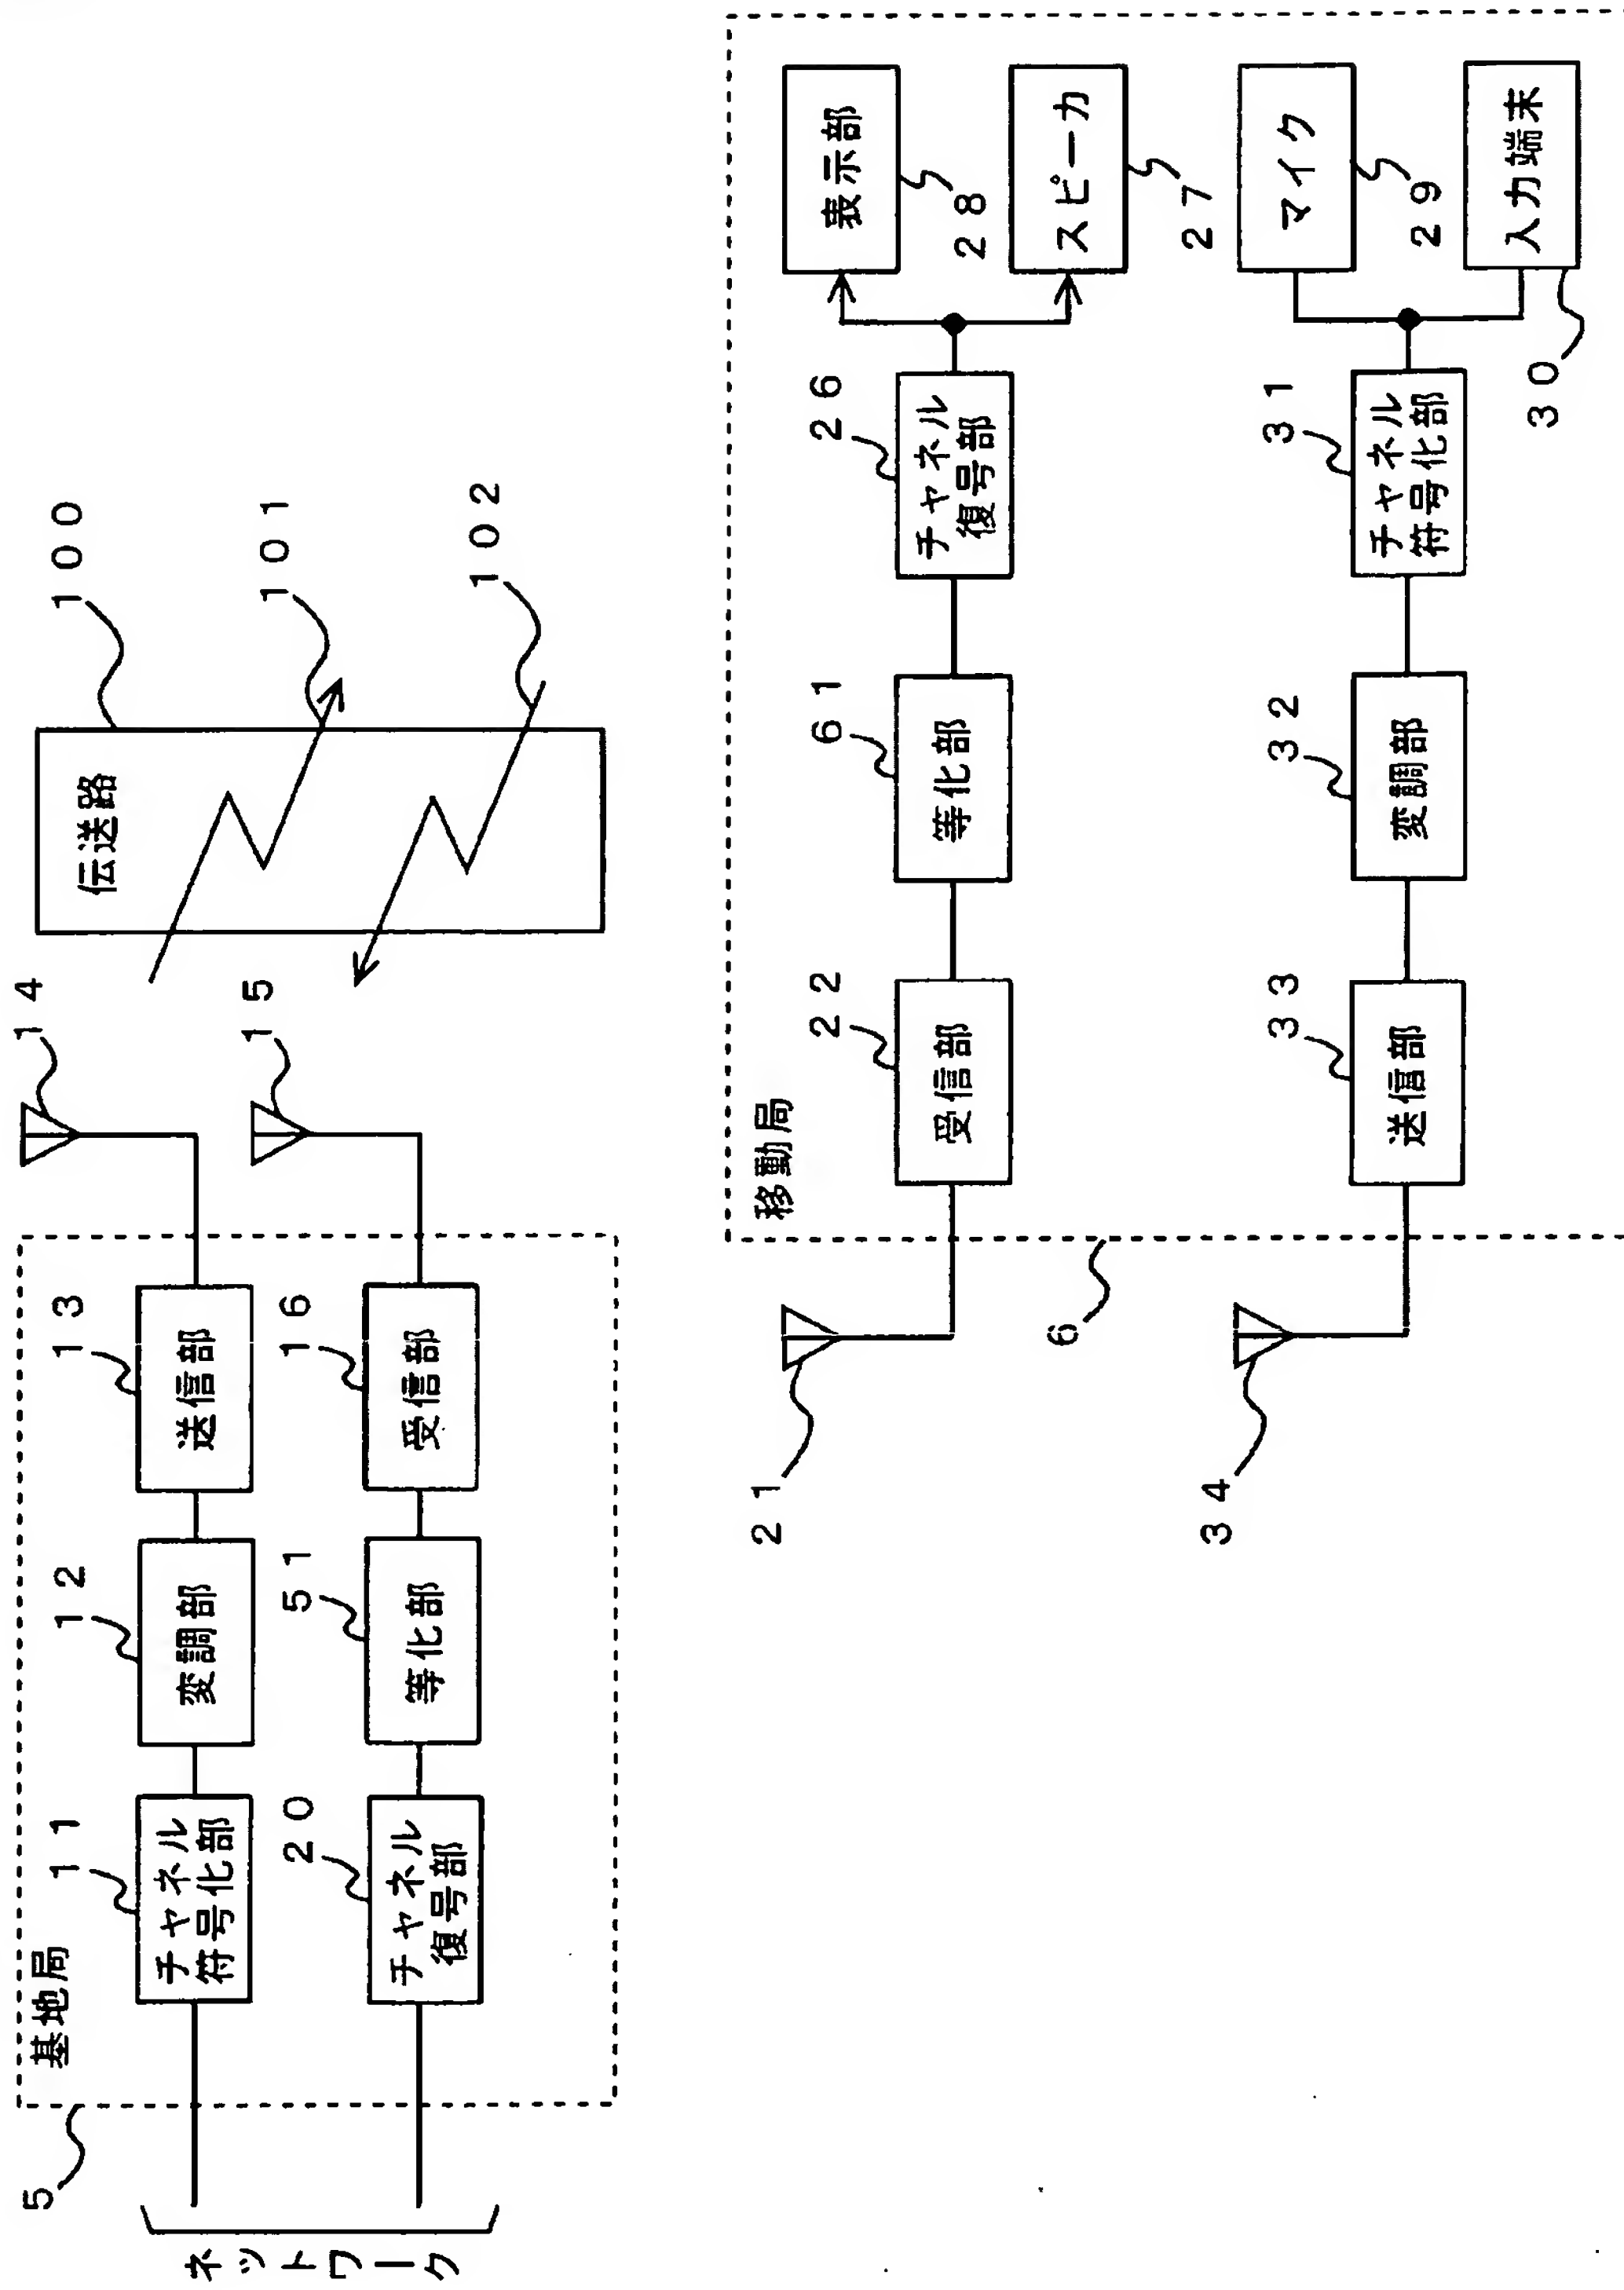 ネットワーク
5
基地局
11
チャネル
符号化部
12
変調部
13
送信部
14
20
チャネル
復号部
51
等化部
16
受信部
15
伝送路
100
101
102
移動局
6
21
22
受信部
61
等化部
26
チャネル
復号部
表示部
28
スピーカ
27
34
33
送信部
32
変調部
31
チャネル
符号化部
マイク
29
入力端末
30